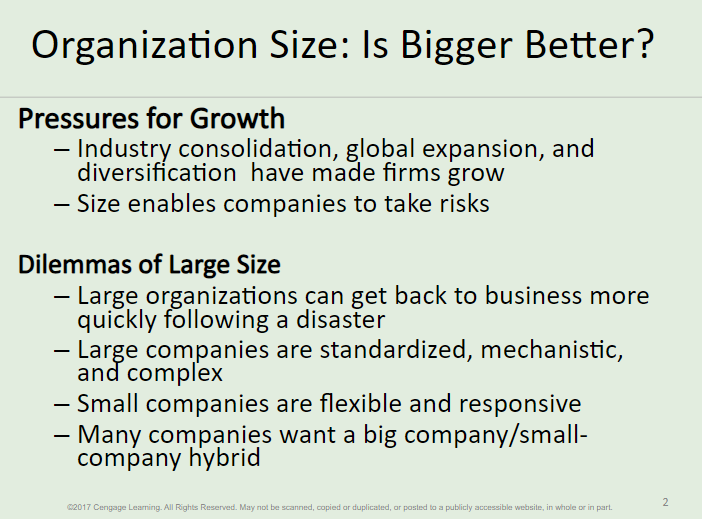 Organization Size: Is Bigger Better?
Pressures for Growth
– Industry consolidation, global expansion, and
diversification  have made firms grow
– Size enables companies to take risks
Dilemmas of Large Size
– Large organizations can get back to business more
quickly following a disaster
– Large companies are standardized, mechanistic,
and complex
– Small companies are flexible and responsive
– Many companies want a big company/small-
company hybrid
©2017 Cengage Learning. All Rights Reserved. May not be scanned, copied or duplicated, or posted to a publicly accessible website, in whole or in part.
2